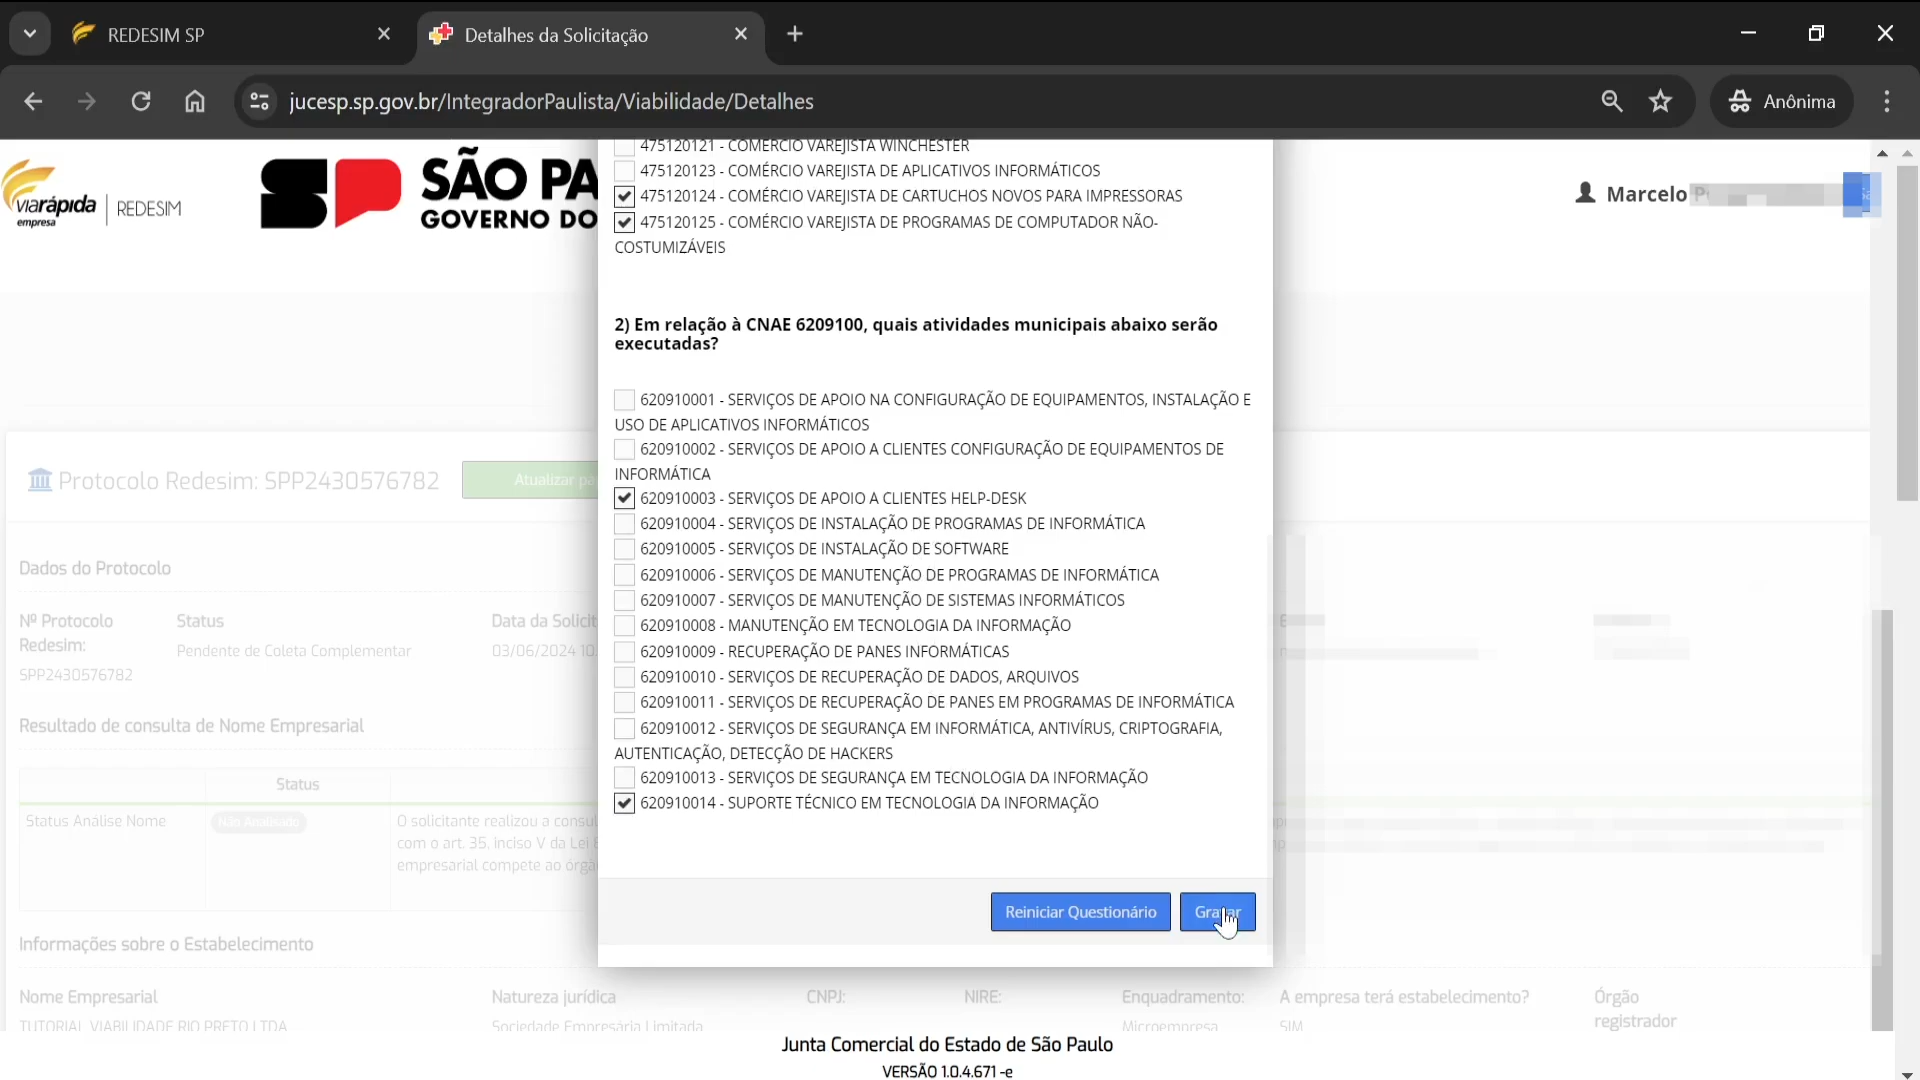 REDESIM SP
Detalhes da Solicitação
jucesp.sp.gov.br/IntegradorPaulista/Viabilidade/Detalhes
Anônima
475120121 - COMÉRCIO VAREJISTA WINCHESTER
475120123 - COMÉRCIO VAREJISTA DE APLICATIVOS INFORMÁTICOS
475120124 - COMÉRCIO VAREJISTA DE CARTUCHOS NOVOS PARA IMPRESSORAS
475120125 - COMÉRCIO VAREJISTA DE PROGRAMAS DE COMPUTADOR NÃO-
COSTUMIZÁVEIS
viarápida
empresa
REDESIM
SP
SÃO PA
GOVERNO DO
Marcelo
2) Em relação à CNAE 6209100, quais atividades municipais abaixo serão
executadas?
620910001 - SERVIÇOS DE APOIO NA CONFIGURAÇÃO DE EQUIPAMENTOS, INSTALAÇÃO E
USO DE APLICATIVOS INFORMÁTICOS
620910002 - SERVIÇOS DE APOIO A CLIENTES CONFIGURAÇÃO DE EQUIPAMENTOS DE
INFORMÁTICA
620910003 - SERVIÇOS DE APOIO A CLIENTES HELP-DESK
620910004 - SERVIÇOS DE INSTALAÇÃO DE PROGRAMAS DE INFORMÁTICA
620910005 - SERVIÇOS DE INSTALAÇÃO DE SOFTWARE
620910006 - SERVIÇOS DE MANUTENÇÃO DE PROGRAMAS DE INFORMÁTICA
620910007 - SERVIÇOS DE MANUTENÇÃO DE SISTEMAS INFORMÁTICOS
620910008 - MANUTENÇÃO EM TECNOLOGIA DA INFORMAÇÃO
620910009 - RECUPERAÇÃO DE PANES INFORMÁTICAS
620910010 - SERVIÇOS DE RECUPERAÇÃO DE DADOS, ARQUIVOS
620910011 - SERVIÇOS DE RECUPERAÇÃO DE PANES EM PROGRAMAS DE INFORMÁTICA
620910012 - SERVIÇOS DE SEGURANÇA EM INFORMÁTICA, ANTIVÍRUS, CRIPTOGRAFIA,
AUTENTICAÇÃO, DETECÇÃO DE HACKERS
620910013 - SERVIÇOS DE SEGURANÇA EM TECNOLOGIA DA INFORMAÇÃO
620910014 - SUPORTE TÉCNICO EM TECNOLOGIA DA INFORMAÇÃO
Reiniciar Questionário
Gravar
Protocolo Redesim: SPP2430576782
Atualizar
Dados do Protocolo
Nº Protocolo
Redesim:
SPP2430576782
Status
Pendente de Coleta Complementar
Data da Solicit
03/06/2024 10
Resultado de consulta de Nome Empresarial
Status
Status Análise Nome
Não Analisado
O solicitante realizou a consul
com o art. 35, inciso V da Lei
empresarial compete ao órgã
Informações sobre o Estabelecimento
Nome Empresarial
TUTORIAL VIABILIDADE RIO PRETO LTDA
Natureza jurídica
Sociedade Empresária Limitada
CNPJ:
NIRE:
Enquadramento:
Microempresa
A empresa terá estabelecimento?
SIM
Órgão
registrador
Junta Comercial do Estado de São Paulo
VERSÃO 1.0.4.671 -e